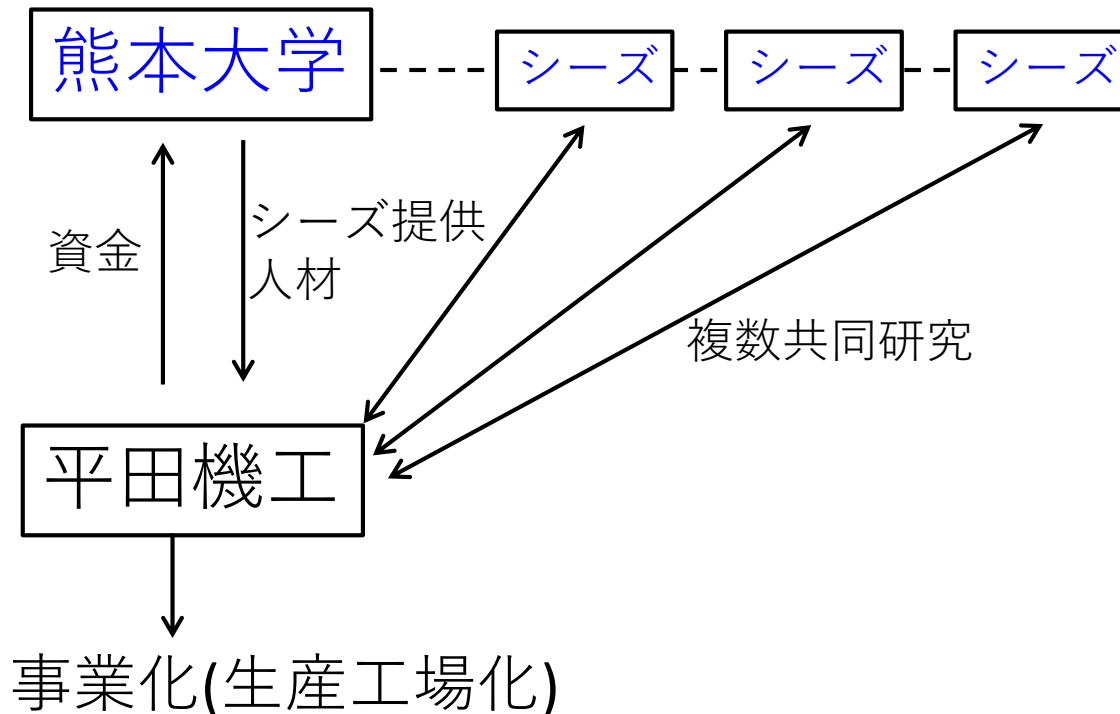 熊本大学
シーズ
シーズ
シーズ
資金
シーズ提供
人材
複数共同研究
平田機工
事業化(生産工場化)